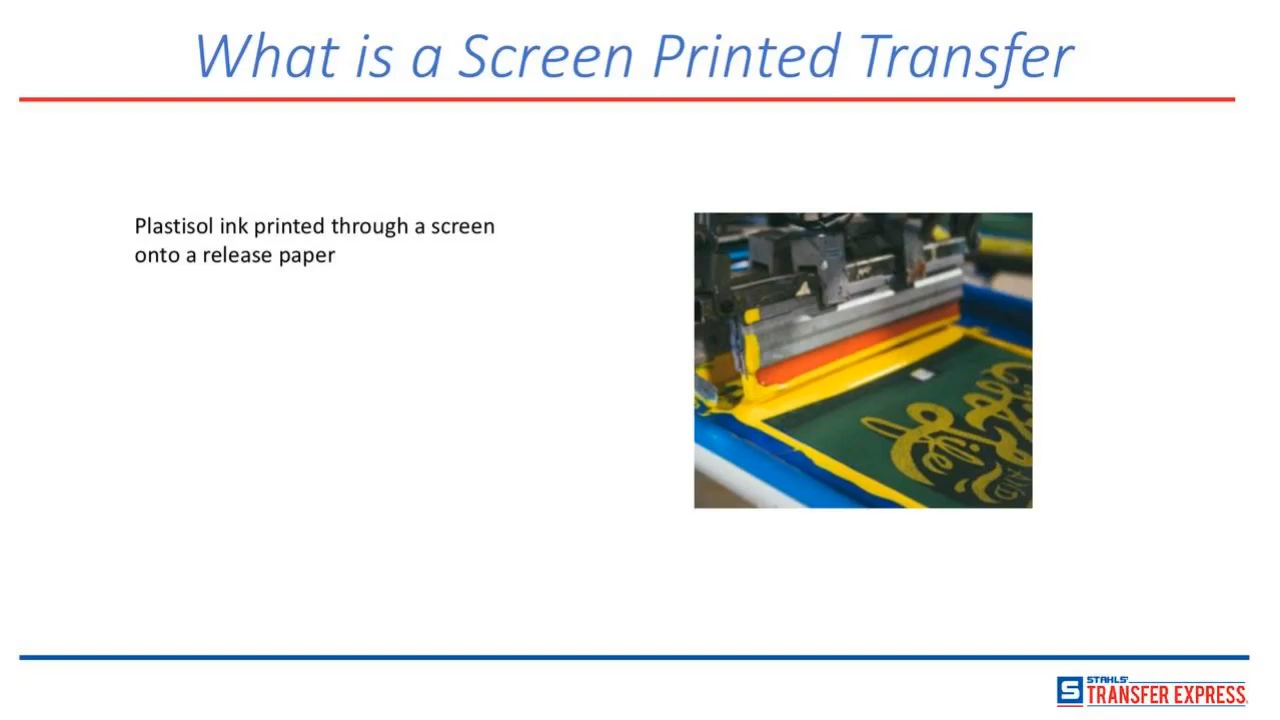 What is a Screen Printed Transfer
Plastisol ink printed through a screen
onto a release paper
STAHLS'
TRANSFER EXPRESS